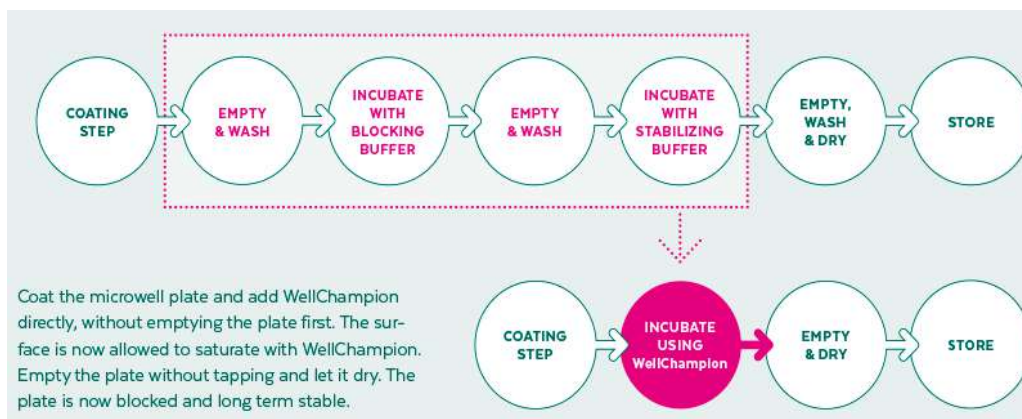 COATING
STEP
EMPTY
& WASH
INCUBATE
WITH
BLOCKING
BUFFER
EMPTY
& WASH
INCUBATE
WITH
STABILIZING
BUFFER
EMPTY,
WASH
& DRY
STORE
Coat the microwell plate and add WellChampion
directly, without emptying the plate first. The sur-
face is now allowed to saturate with WellChampion.
Empty the plate without tapping and let it dry. The
plate is now blocked and long term stable.
COATING
STEP
INCUBATE
USING
WellChampion
EMPTY
& DRY
STORE